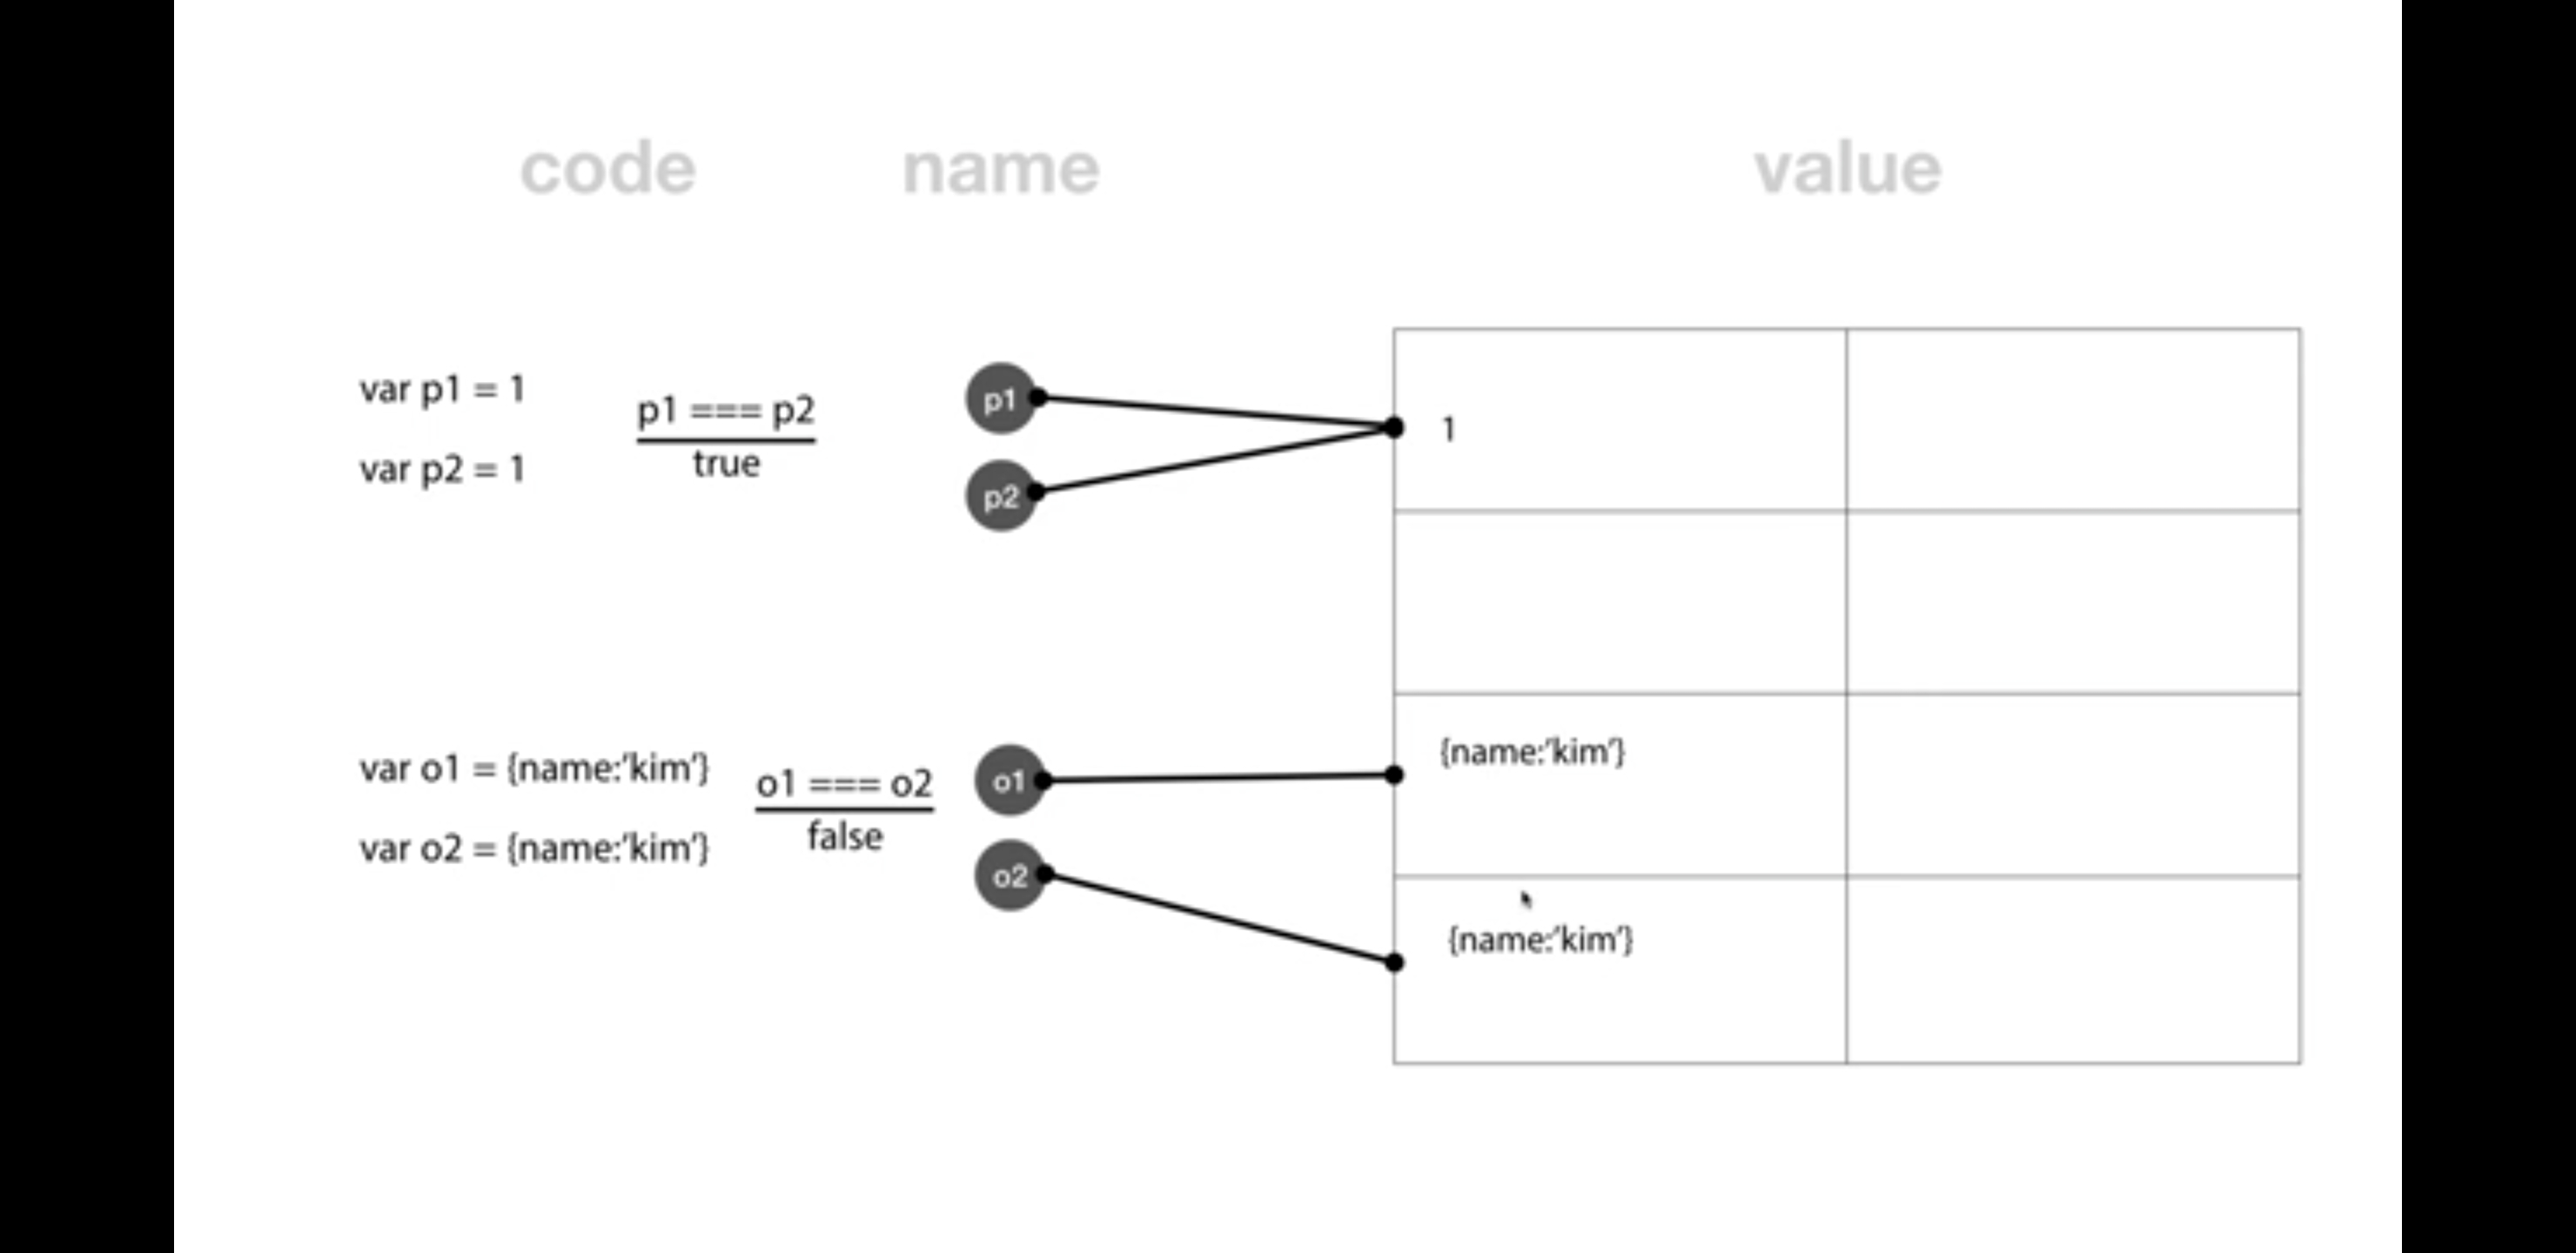 code name value
var p1 = 1
p1 === p2
true
var p2 = 1
p1
p2
1
var o1 = {name:'kim'}
o1 === o2
false
var o2 = {name:'kim'}
o1
o2
{name:'kim'}
{name:'kim'}